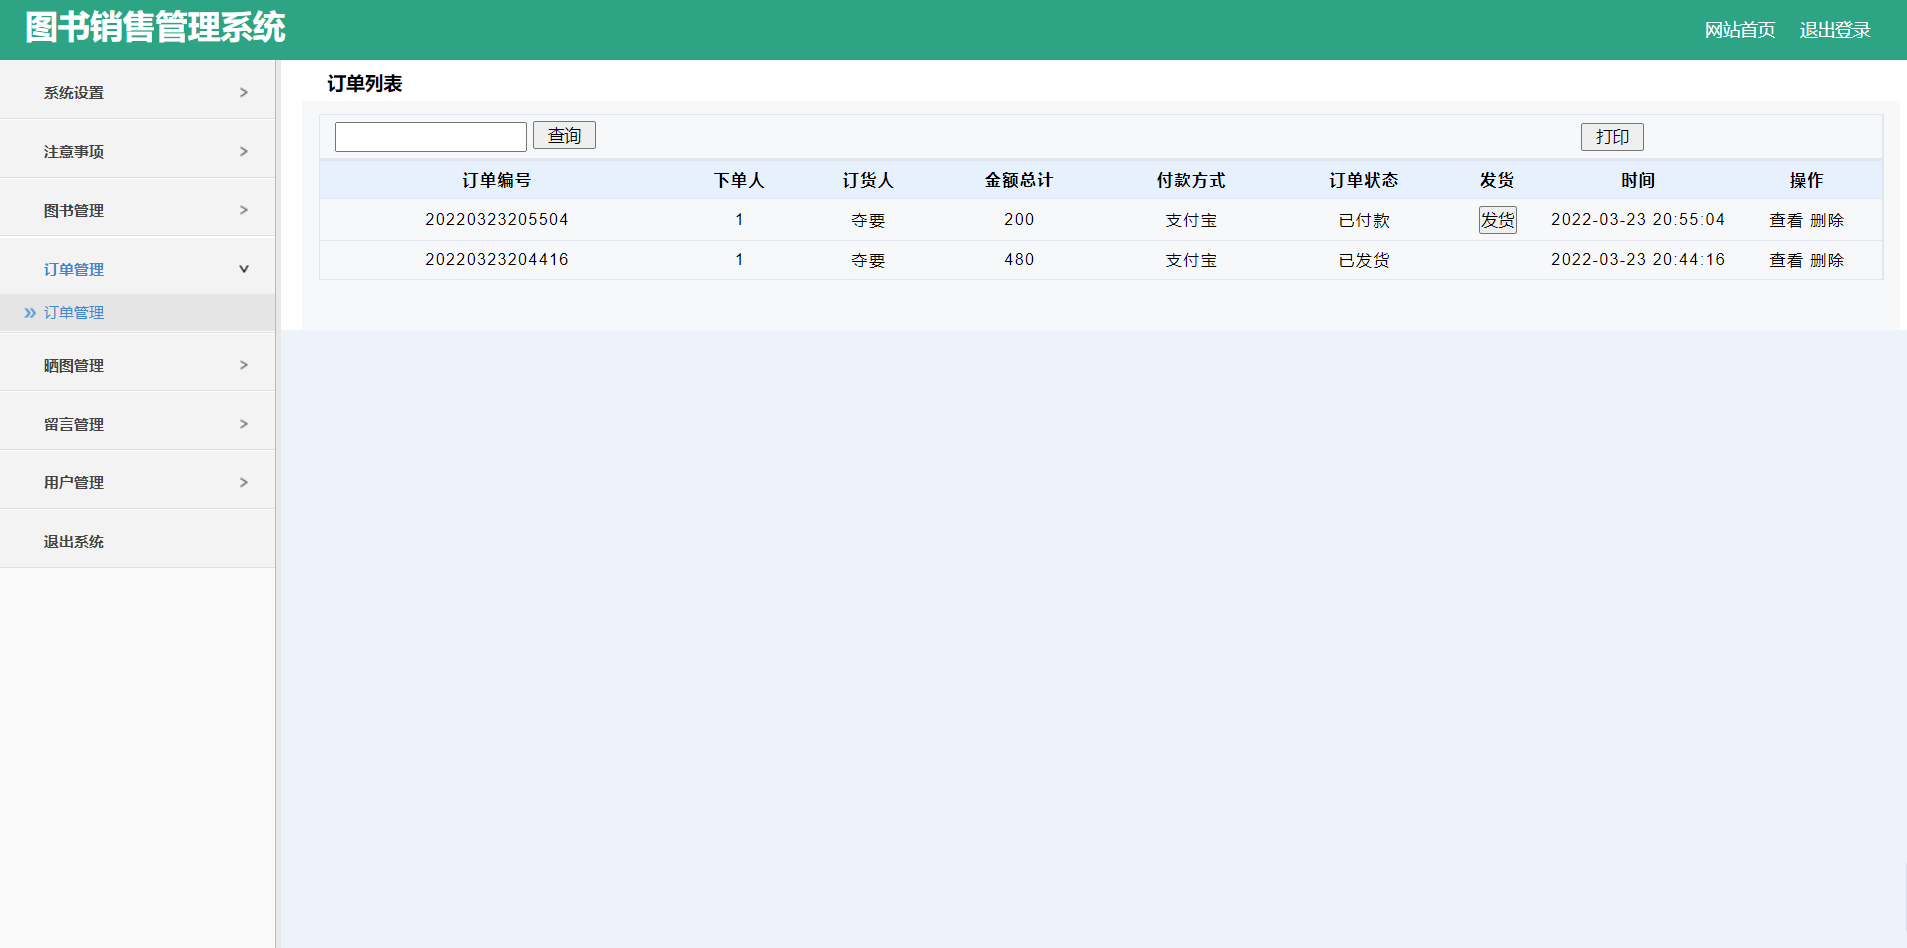 图书销售管理系统
网站首页 退出登录
系统设置 >
注意事项 >
图书管理 >
订单管理 ∨
» 订单管理
晒图管理 >
留言管理 >
用户管理 >
退出系统
订单列表
查询 打印
订单编号 下单人 订货人 金额总计 付款方式 订单状态 发货 时间 操作
20220323205504 1 夺要 200 支付宝 已付款 发货 2022-03-23 20:55:04 查看 删除
20220323204416 1 夺要 480 支付宝 已发货 2022-03-23 20:44:16 查看 删除